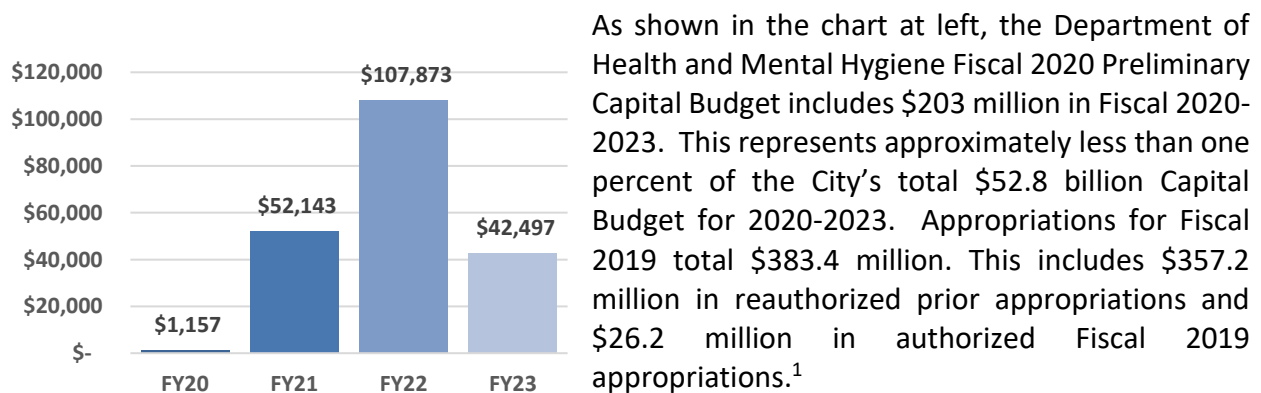 $120,000
$100,000
$80,000
$60,000
$40,000
$20,000
$-
$1,157
$52,143
$107,873
$42,497
FY20
FY21
FY22
FY23
As shown in the chart at left, the Department of
Health and Mental Hygiene Fiscal 2020 Preliminary
Capital Budget includes $203 million in Fiscal 2020-
2023. This represents approximately less than one
percent of the City’s total $52.8 billion Capital
Budget for 2020-2023. Appropriations for Fiscal
2019 total $383.4 million. This includes $357.2
million in reauthorized prior appropriations and
$26.2 million in authorized Fiscal 2019
appropriations.1